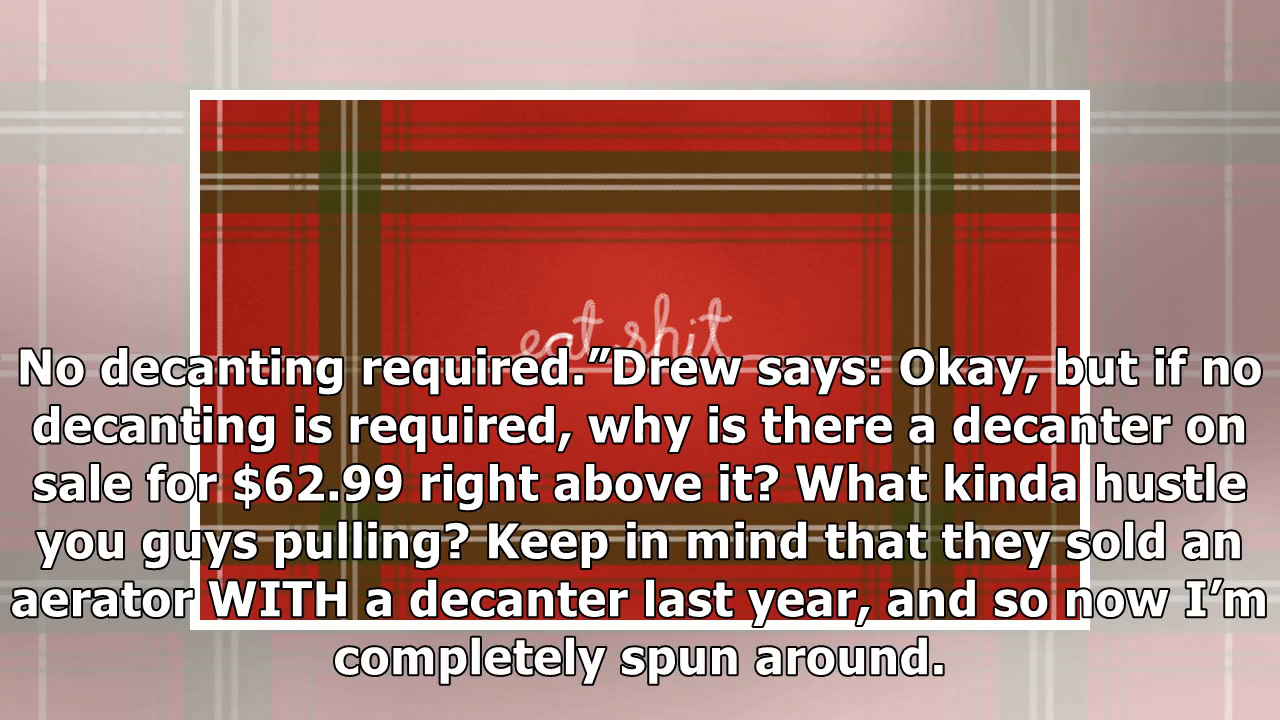 eat shit
No decanting required.”Drew says: Okay, but if no
decanting is required, why is there a decanter on
sale for $62.99 right above it? What kinda hustle
you guys pulling? Keep in mind that they sold an
aerator WITH a decanter last year, and so now I’m
completely spun around.